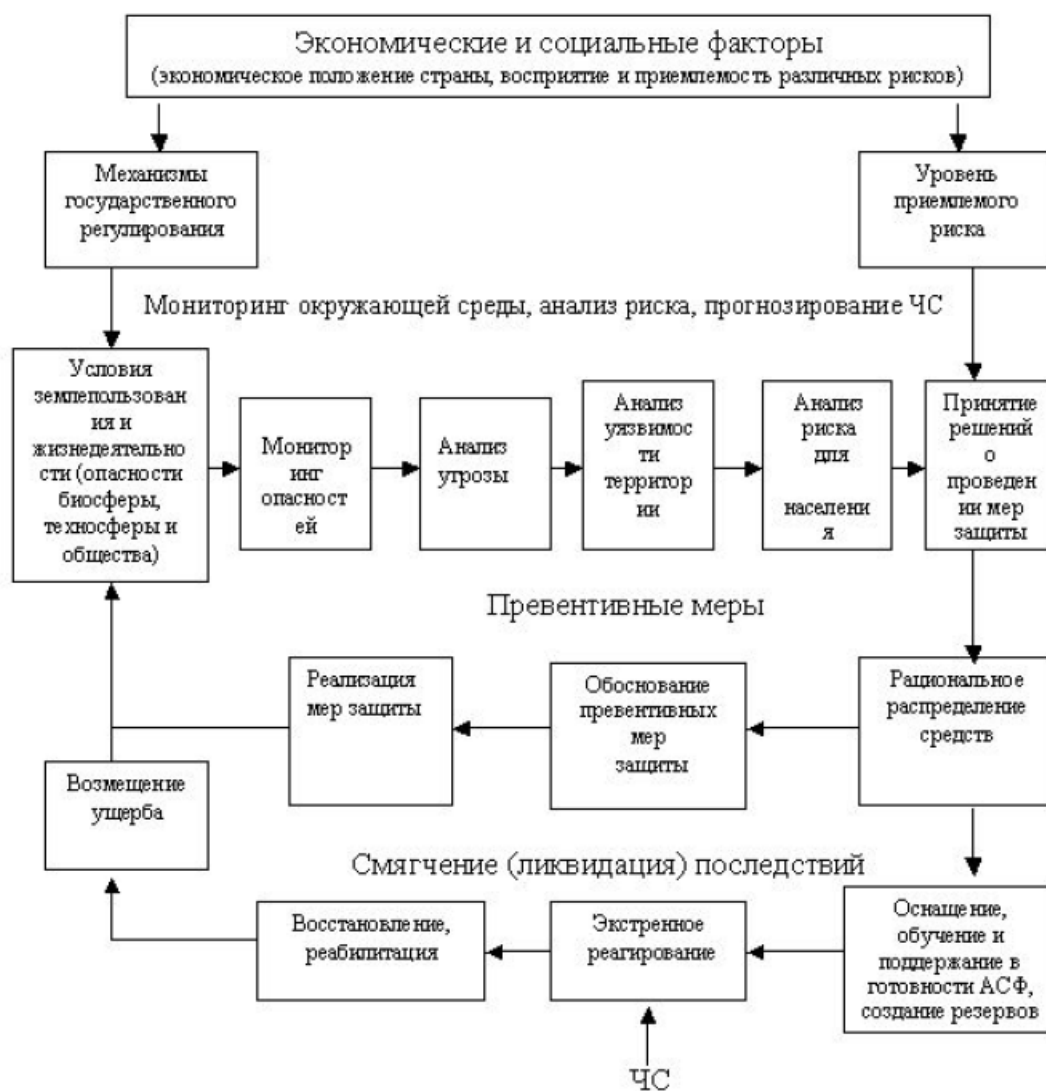 Экономические и социальные факторы
(экономическое положение страны, восприятие и приемлемость различных рисков)
Механизмы
государственного
регулирования
Уровень
приемлемого
риска
Мониторинг окружающей среды, анализ риска, прогнозирование ЧС
Условия
землепользован
ия и
жизнедеятельно
сти (опасности
биосферы,
техносферы и
общества)
Монитор
инг
опасност
ей
Анализ
угрозы
Анализ
уязвимос
ти
территор
ии
Анализ
риска для
населени
я
Принятие
решений
о
проведен
ии мер
защиты
Превентивные меры
Реализация
мер защиты
Обоснование
превентивных
мер
защиты
Рациональное
распределение
средств
Возмещение
ущерба
Смягчение (ликвидация) последствий
Восстановление,
реабилитация
Экстренное
реагирование
Оснащение,
обучение и
поддержание в
готовности АСФ,
создание резервов
ЧС